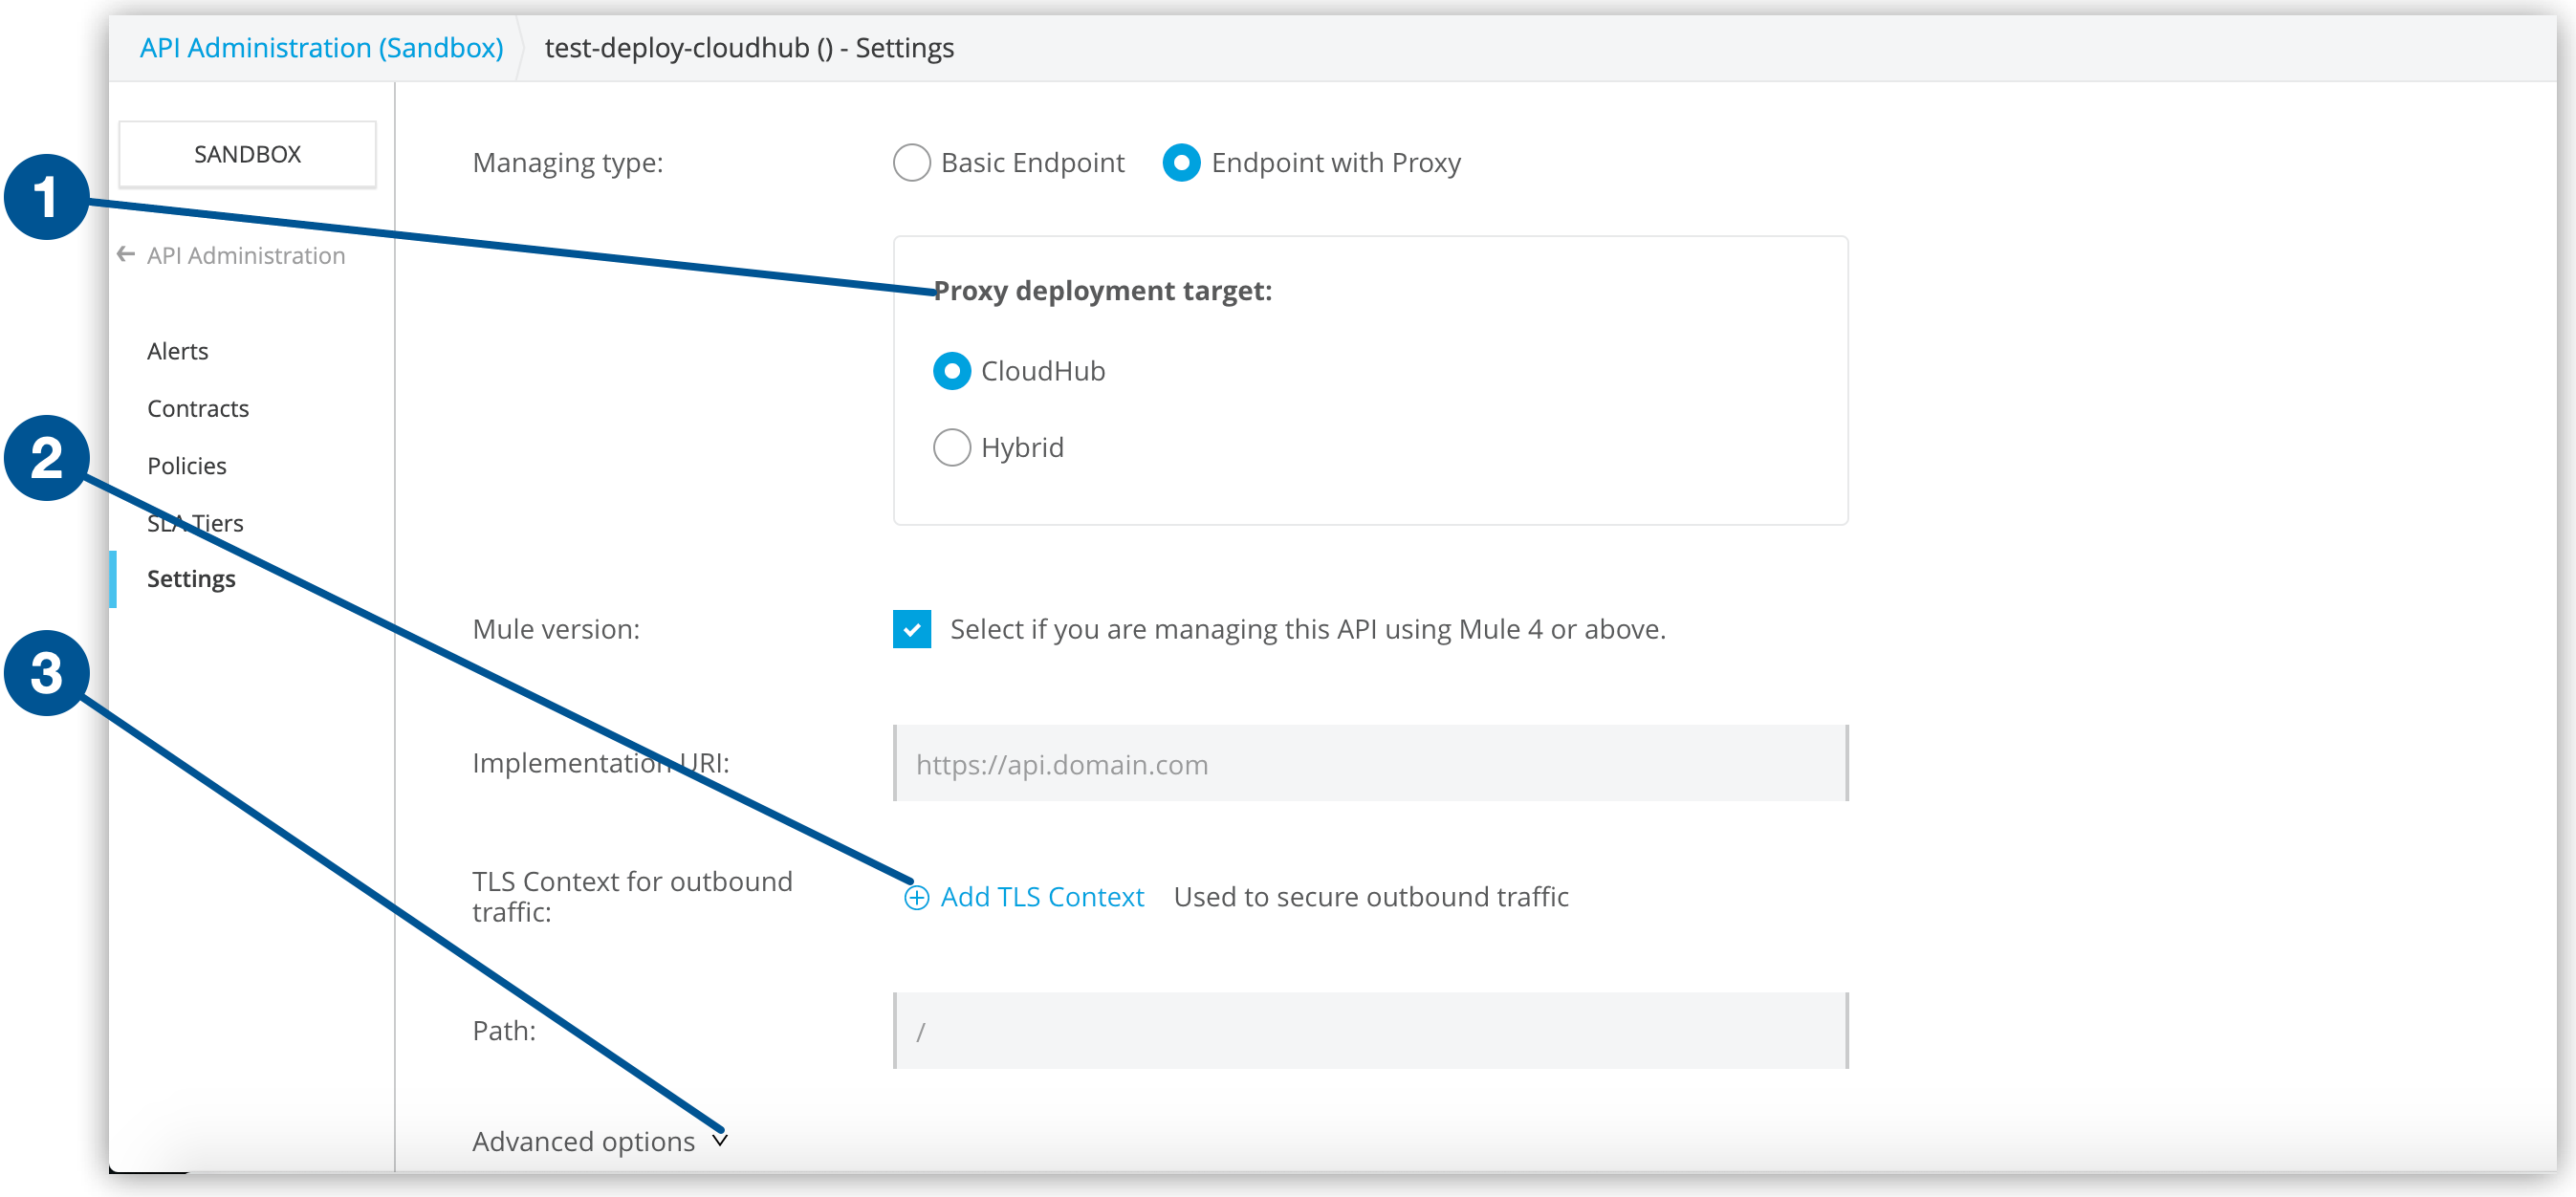 API Administration (Sandbox)
test-deploy-cloudhub () - Settings
SANDBOX
API Administration
Alerts
Contracts
Policies
SLA Tiers
Settings
1
2
3
Managing type:
Basic Endpoint
Endpoint with Proxy
Proxy deployment target:
CloudHub
Hybrid
Mule version:
Select if you are managing this API using Mule 4 or above.
Implementation URI:
https://api.domain.com
TLS Context for outbound
traffic:
Add TLS Context
Used to secure outbound traffic
Path:
/
Advanced options